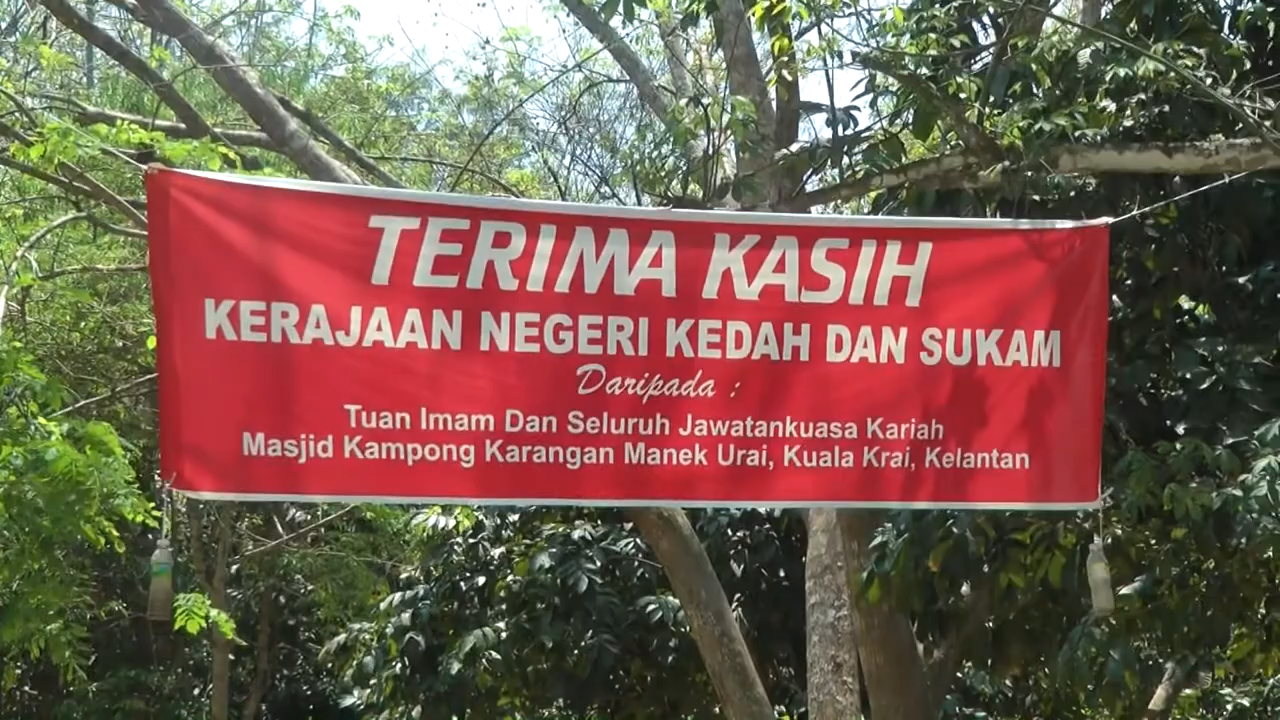 TERIMA KASIH
KERAJAAN NEGERI KEDAH DAN SUKAM
Daripada :
Tuan Imam Dan Seluruh Jawatankuasa Kariah
Masjid Kampong Karangan Manek Urai, Kuala Krai, Kelantan